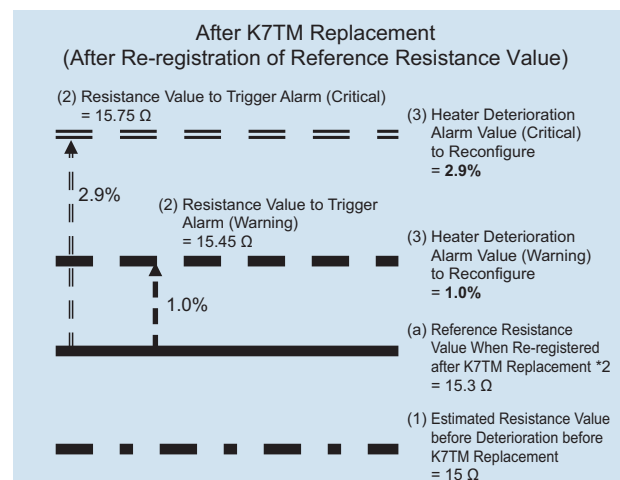 After K7TM Replacement
(After Re-registration of Reference Resistance Value)
(2) Resistance Value to Trigger Alarm (Critical)
= 15.75 Ω
(3) Heater Deterioration
Alarm Value (Critical)
to Reconfigure
= 2.9%
2.9%
(2) Resistance Value to Trigger
Alarm (Warning)
= 15.45 Ω
(3) Heater Deterioration
Alarm Value (Warning)
to Reconfigure
= 1.0%
1.0%
(a) Reference Resistance
Value When Re-registered
after K7TM Replacement *2
= 15.3 Ω
(1) Estimated Resistance Value
before Deterioration before
K7TM Replacement
= 15 Ω